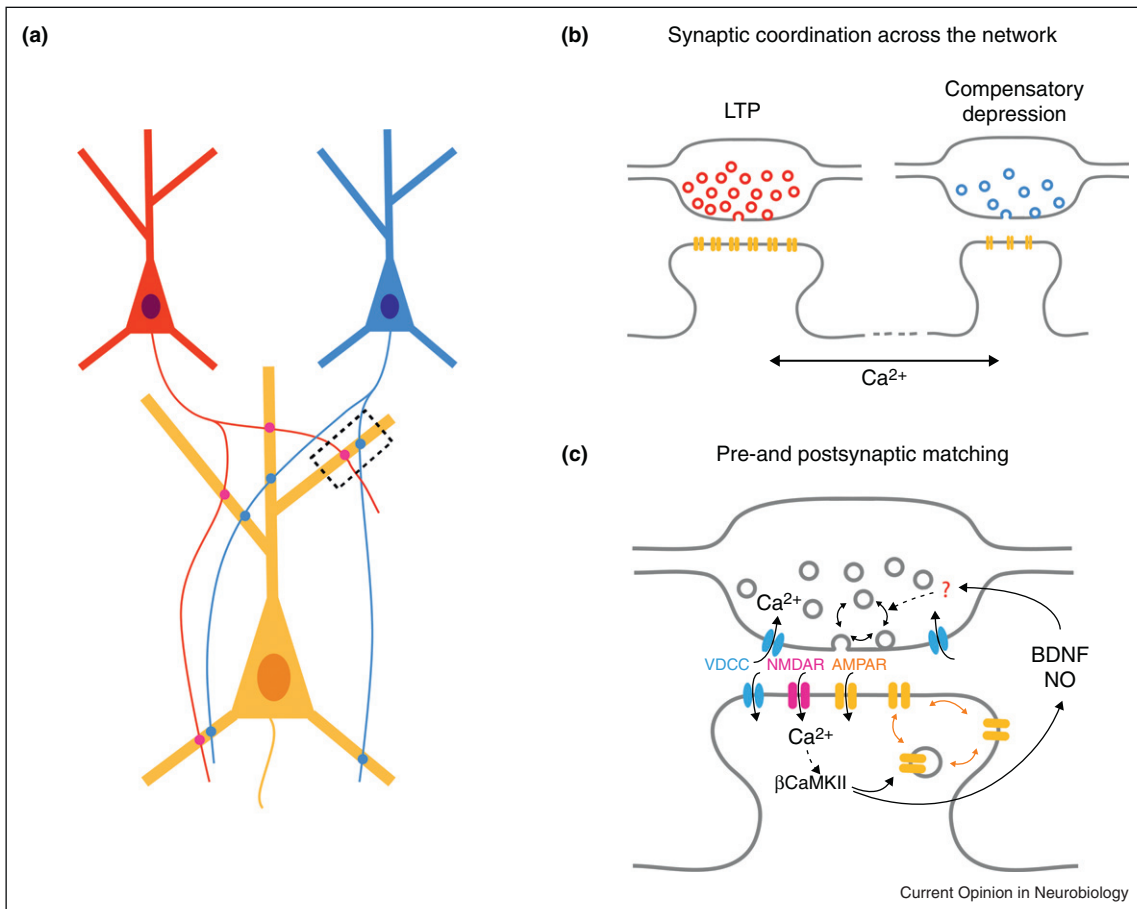 (a)
(b) Synaptic coordination across the network
LTP
Compensatory
depression
Ca²⁺
(c) Pre-and postsynaptic matching
Ca²⁺
?
VDCC NMDAR AMPAR
BDNF
NO
Ca²⁺
βCaMKII
Current Opinion in Neurobiology